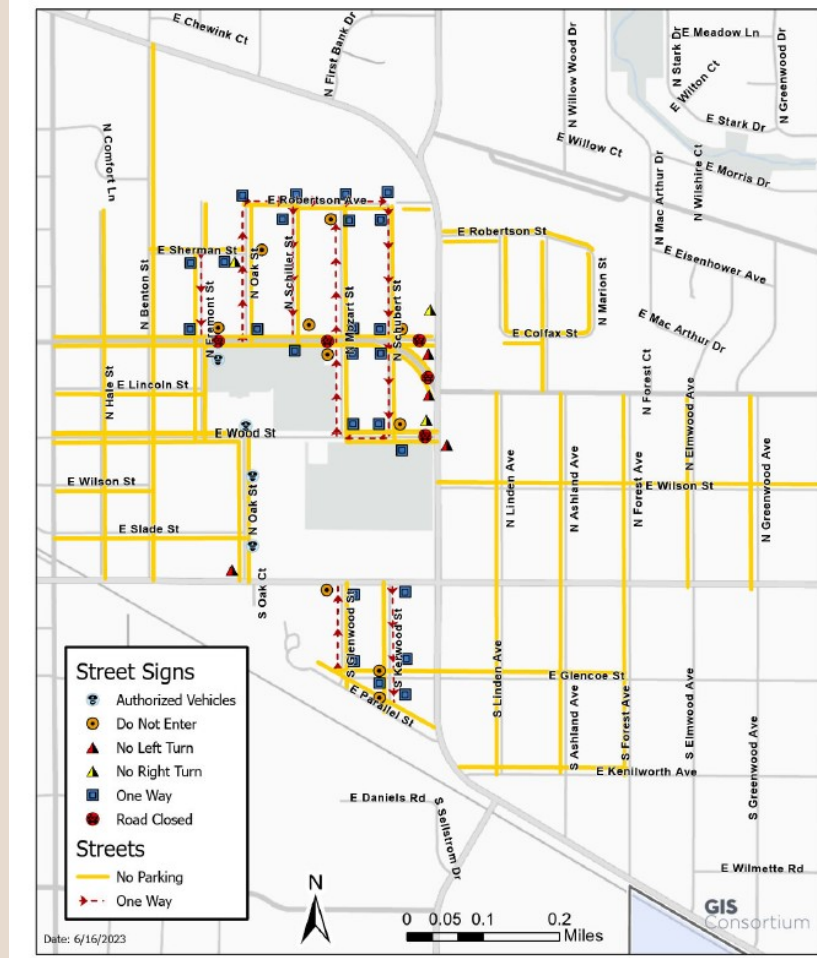 E Chewink Ct
N First Bank Dr
N Willow Wood Dr
N Stark Dr
E Meadow Ln
N Greenwood Dr
E Wilton Ct
E Stark Dr
N Comfort Ln
E Willow Ct
N Mac Arthur Dr
N Wilshire Ct
E Morris Dr
E Robertson Ave
E Robertson St
E Sherman St
N Benton St
N Oak St
N Schiller St
N Marion St
E Eisenhower Ave
N Fremont St
N Mozart St
N Schubert St
E Colfax St
E Mac Arthur Dr
N Hale St
E Lincoln St
N Forest Ct
N Elmwood Ave
E Wood St
N Linden Ave
N Ashland Ave
N Forest Ave
N Greenwood Ave
E Wilson St
E Wilson St
N Oak St
E Slade St
S Oak Ct
S Glenwood St
S Kerwood St
E Glencoe St
S Linden Ave
S Ashland Ave
S Forest Ave
S Elmwood Ave
S Greenwood Ave
E Parallel St
E Kenilworth Ave
E Daniels Rd
S Sellstrom Dr
E Wilmette Rd
Street Signs
Authorized Vehicles
Do Not Enter
No Left Turn
No Right Turn
One Way
Road Closed
Streets
No Parking
One Way
N
0 0.05 0.1 0.2
Miles
GIS
Consortium
Date: 6/16/2023